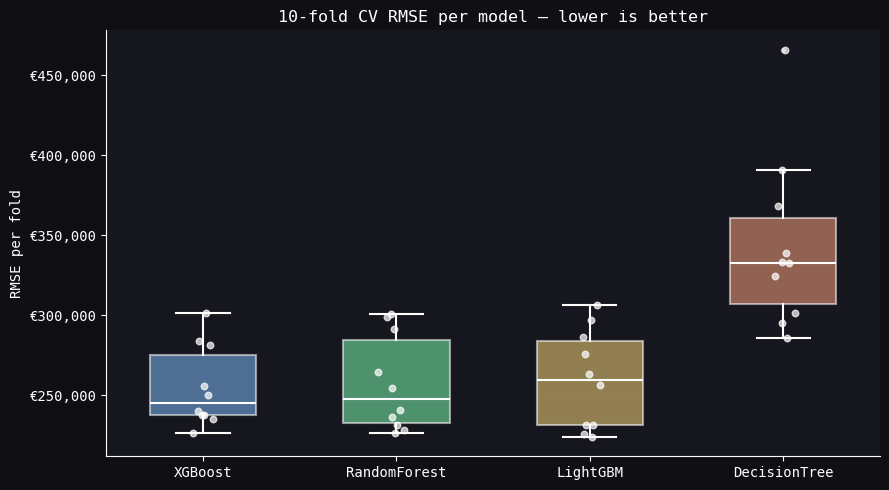 10-fold CV RMSE per model — lower is better
€450,000
€400,000
€350,000
€300,000
€250,000
RMSE per fold
XGBoost
RandomForest
LightGBM
DecisionTree